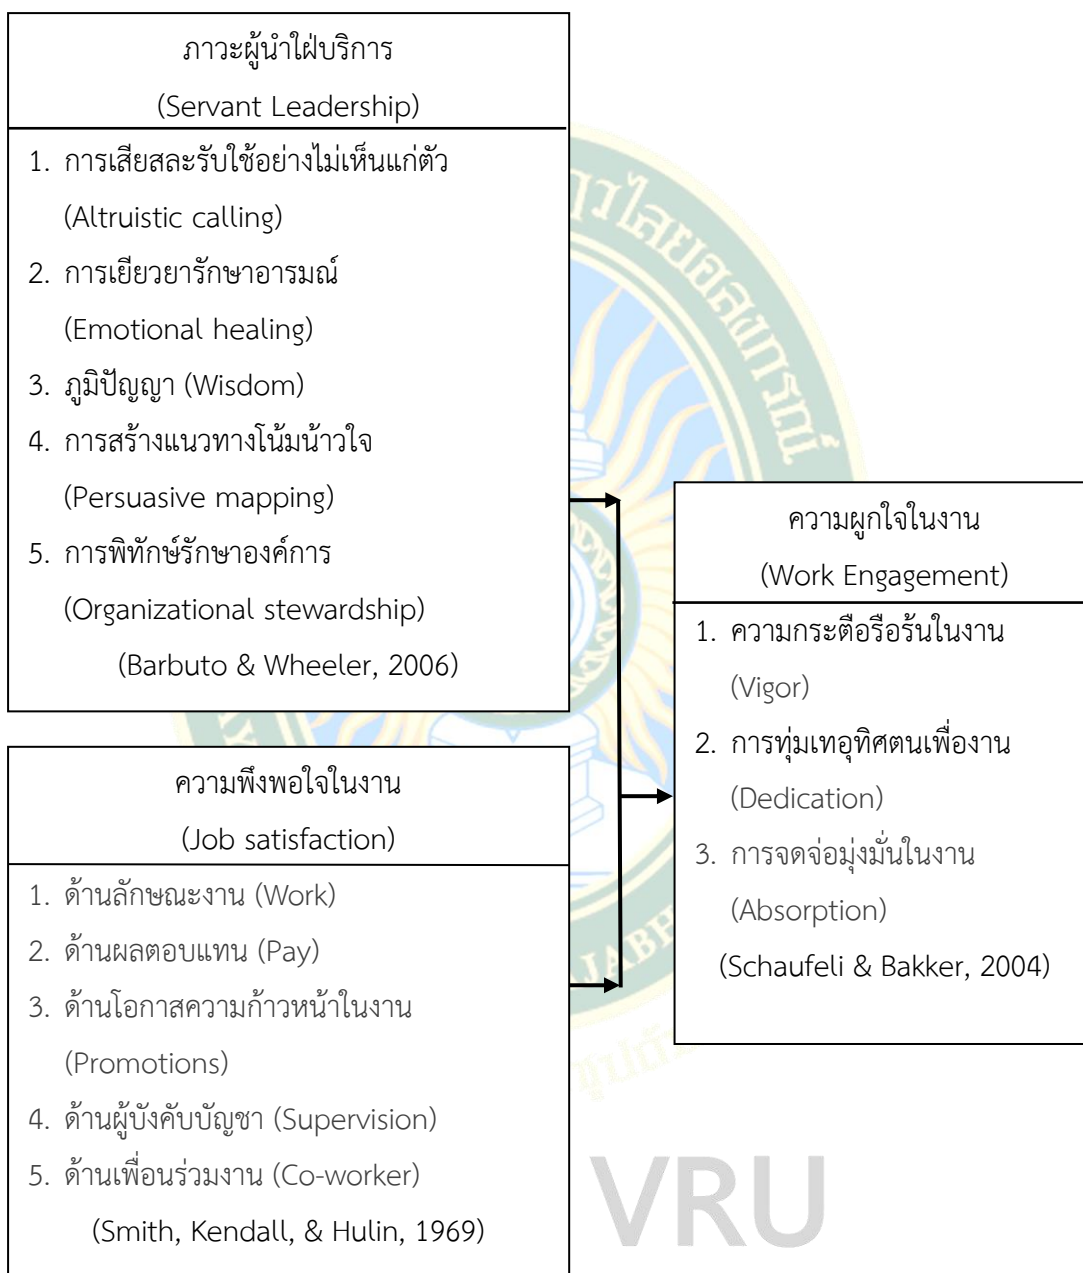 ภาวะผู้นำใฝ่บริการ
(Servant Leadership)
1. การเสียสละรับใช้อย่างไม่เห็นแก่ตัว
(Altruistic calling)
2. การเยียวยารักษาอารมณ์
(Emotional healing)
3. ภูมิปัญญา (Wisdom)
4. การสร้างแนวทางโน้มน้าวใจ
(Persuasive mapping)
5. การพิทักษ์รักษาองค์การ
(Organizational stewardship)
(Barbuto & Wheeler, 2006)
ความพึงพอใจในงาน
(Job satisfaction)
1. ด้านลักษณะงาน (Work)
2. ด้านผลตอบแทน (Pay)
3. ด้านโอกาสความก้าวหน้าในงาน
(Promotions)
4. ด้านผู้บังคับบัญชา (Supervision)
5. ด้านเพื่อนร่วมงาน (Co-worker)
(Smith, Kendall, & Hulin, 1969)
ความผูกใจในงาน
(Work Engagement)
1. ความกระตือรือร้นในงาน
(Vigor)
2. การทุ่มเทอุทิศตนเพื่องาน
(Dedication)
3. การจดจ่อมุ่งมั่นในงาน
(Absorption)
(Schaufeli & Bakker, 2004)
VRU